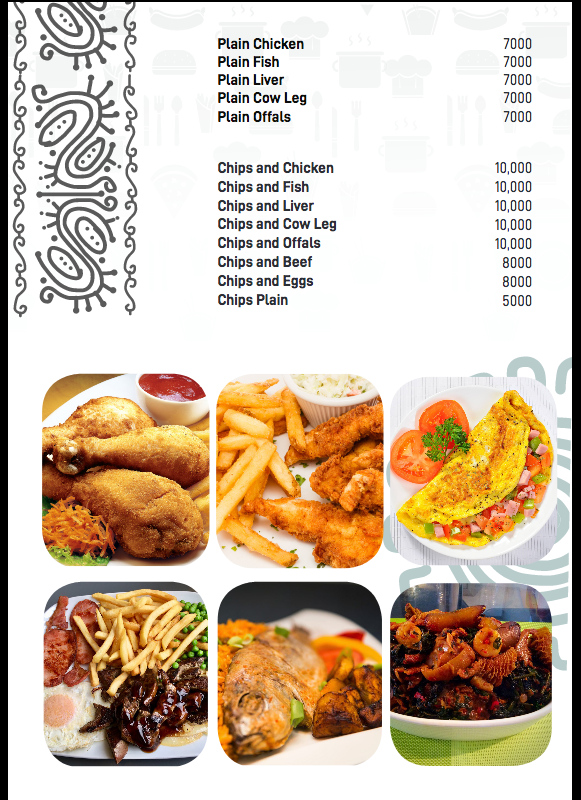 Plain Chicken 7000
Plain Fish 7000
Plain Liver 7000
Plain Cow Leg 7000
Plain Offals 7000
Chips and Chicken 10,000
Chips and Fish 10,000
Chips and Liver 10,000
Chips and Cow Leg 10,000
Chips and Offals 10,000
Chips and Beef 8000
Chips and Eggs 8000
Chips Plain 5000